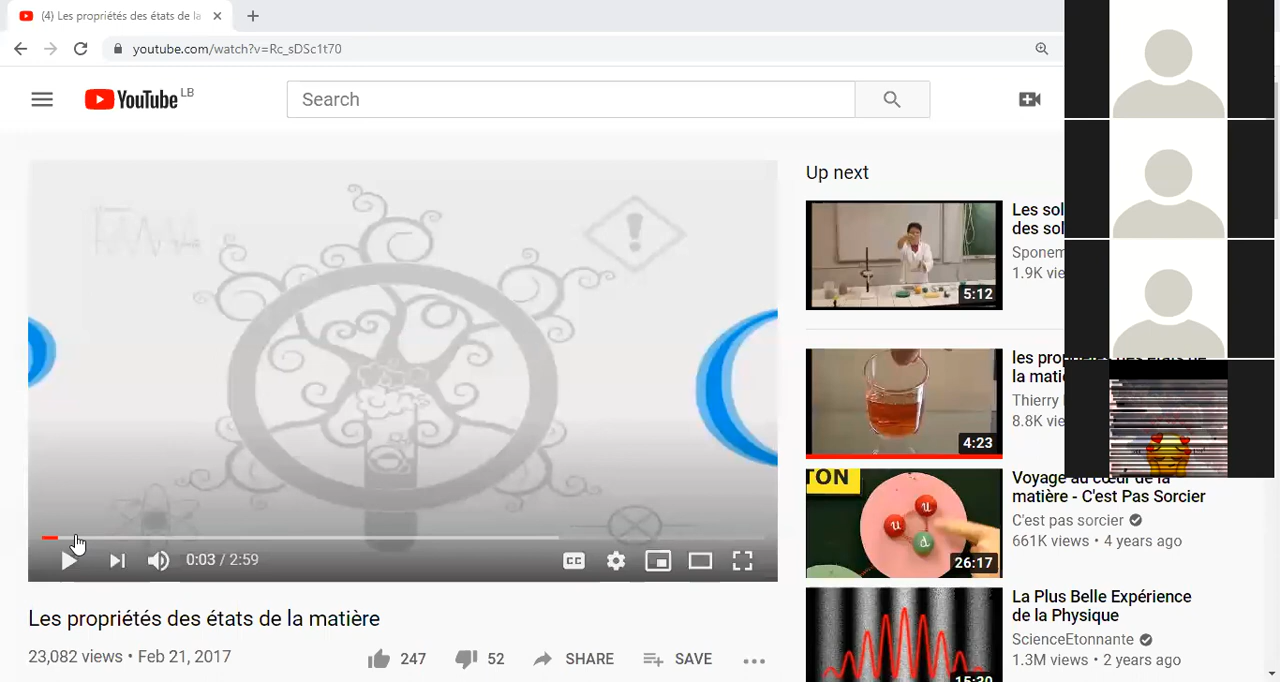 (4) Les propriétés des états de la
youtube.com/watch?v=Rc_sDSc1t70
YouTube LB
Search
Up next
Les sol
des sol
Sponem
1.9K vie
5:12
la mati
Thierry
8.8K vie
4:23
TON
u
u
d
26:17
Voyage au cœur de la
matière - C'est Pas Sorcier
C'est pas sorcier
661K views • 4 years ago
La Plus Belle Expérience
de la Physique
ScienceEtonnante
1.3M views • 2 years ago
15:20
0:03 / 2:59
CC
Les propriétés des états de la matière
23,082 views • Feb 21, 2017
247
52
SHARE
SAVE